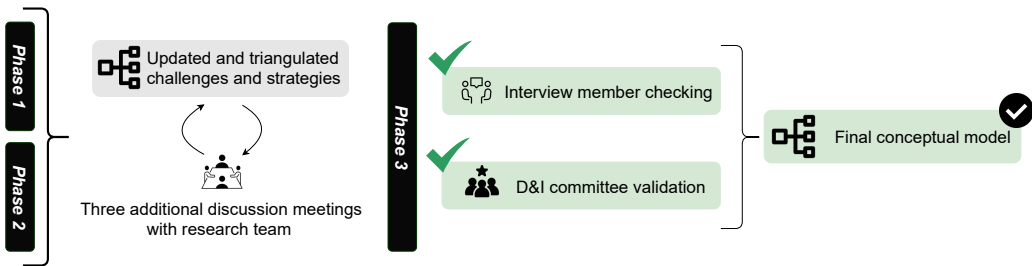 Phase 1
Phase 2
Updated and triangulated
challenges and strategies
Three additional discussion meetings
with research team
Phase 3
Interview member checking
D&I committee validation
Final conceptual model